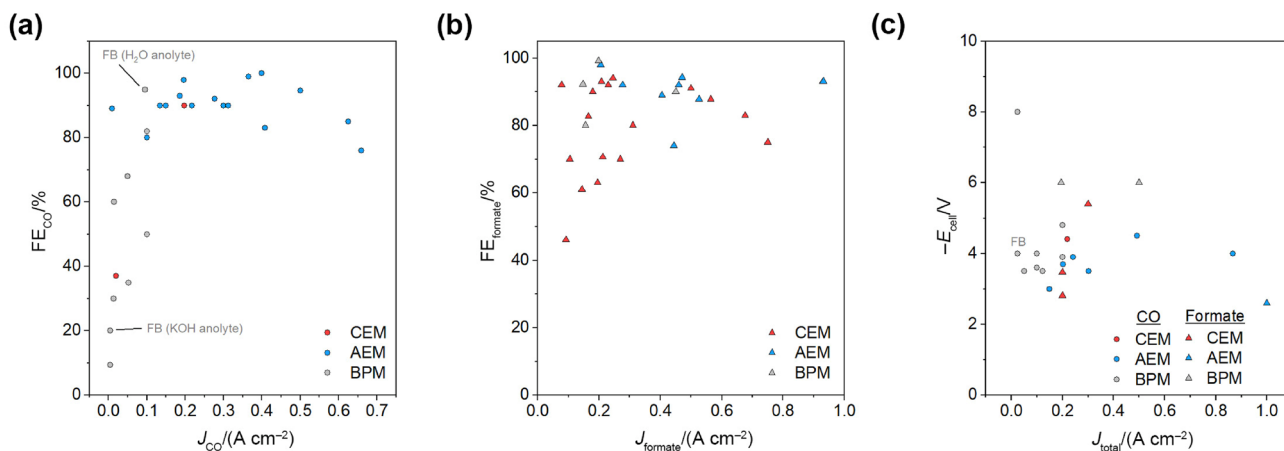 (a)
FE_CO/%
100
80
60
40
20
0
0.0 0.1 0.2 0.3 0.4 0.5 0.6 0.7
J_CO/(A cm⁻²)
FB (H₂O anolyte)
FB (KOH anolyte)
CEM
AEM
BPM
(b)
FE_formate/%
100
80
60
40
20
0
0.0 0.2 0.4 0.6 0.8 1.0
J_formate/(A cm⁻²)
CEM
AEM
BPM
(c)
−E_cell/V
10
8
6
4
2
0
0.0 0.2 0.4 0.6 0.8 1.0
J_total/(A cm⁻²)
FB
CO Formate
CEM CEM
AEM AEM
BPM BPM